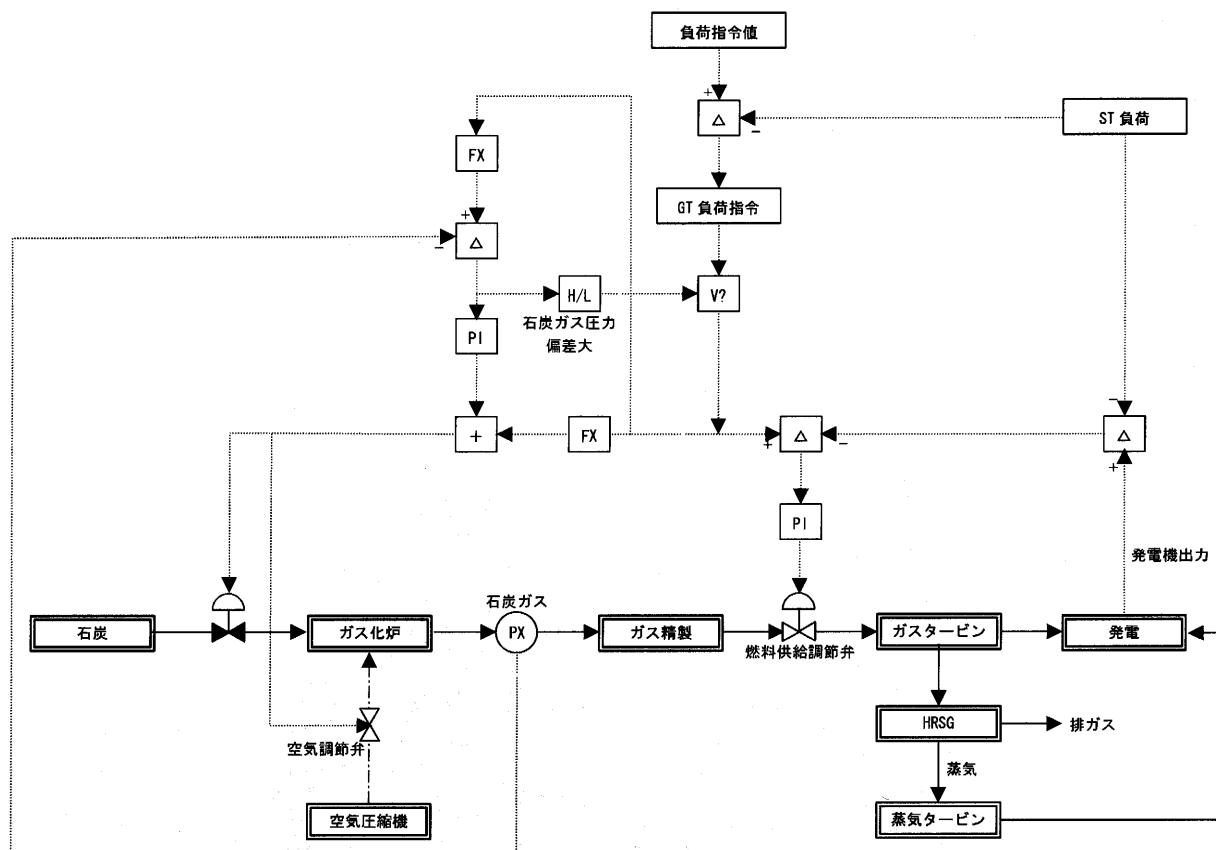 負荷指令値
+
△
−
ST 負荷
FX
+
△
−
GT 負荷指令
H/L
V?
石炭ガス圧力
偏差大
PI
+
FX
+
△
−
−
△
+
PI
発電機出力
石炭
ガス化炉
石炭ガス
PX
ガス精製
燃料供給調節弁
ガスタービン
発電
空気調節弁
HRSG
排ガス
蒸気
空気圧縮機
蒸気タービン